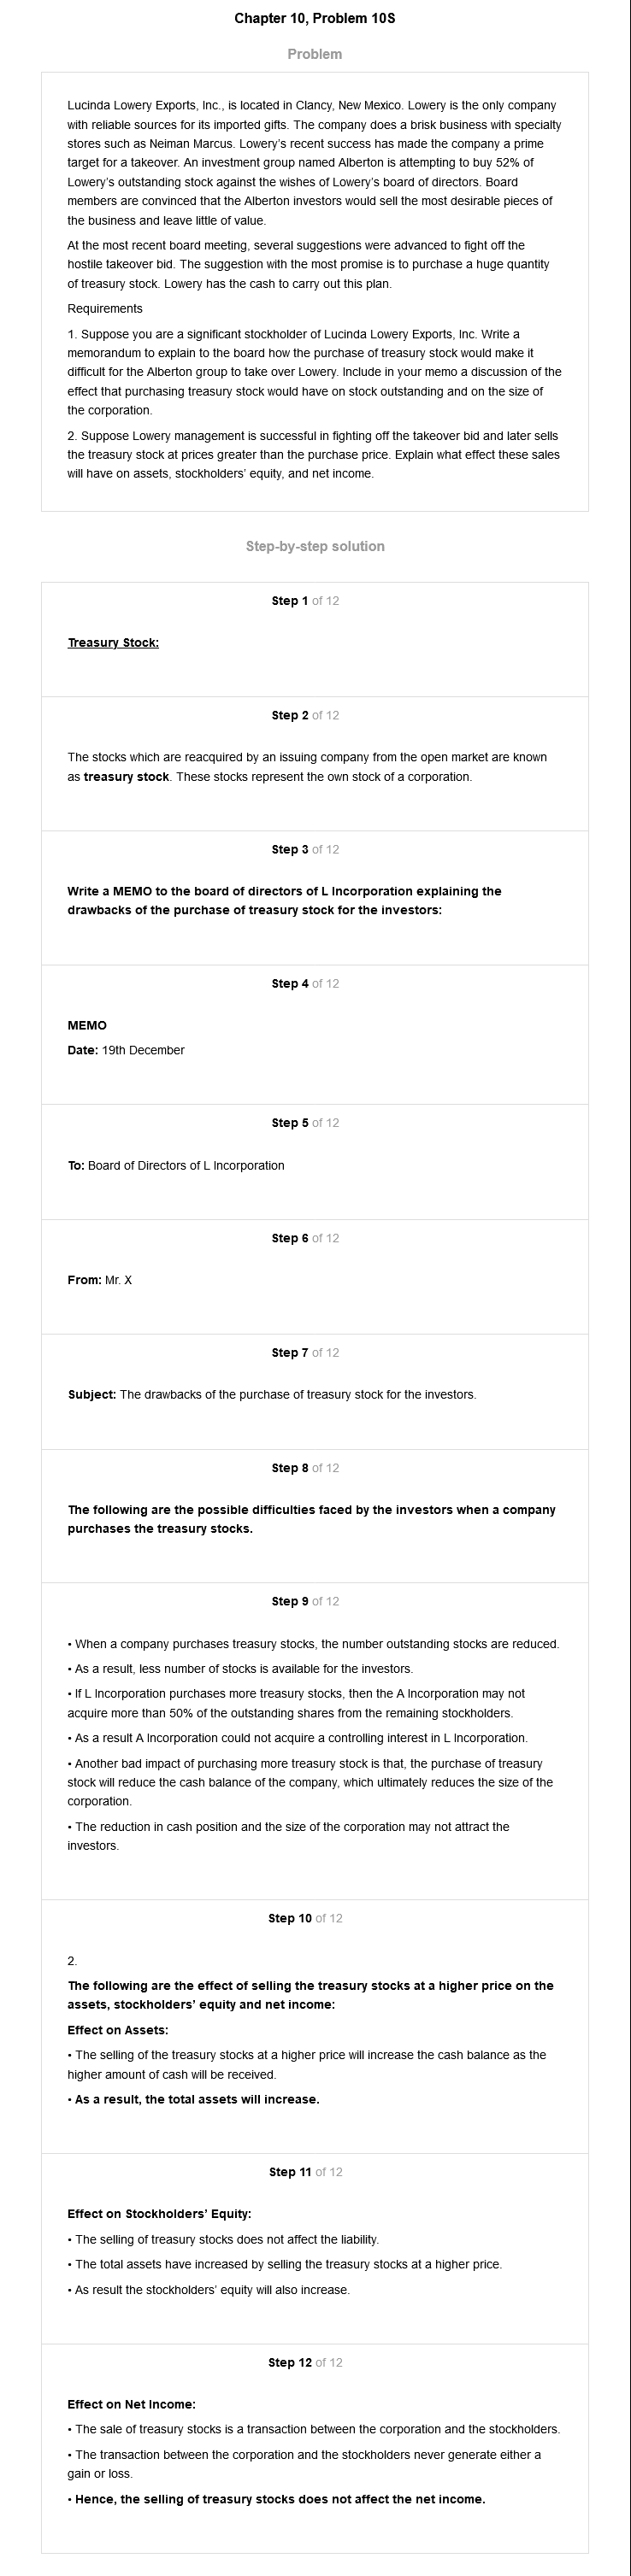 Chapter 10, Problem 10S
Problem
Lucinda Lowery Exports, Inc., is located in Clancy, New Mexico. Lowery is the only company
with reliable sources for its imported gifts. The company does a brisk business with specialty
stores such as Neiman Marcus. Lowery's recent success has made the company a prime
target for a takeover. An investment group named Alberton is attempting to buy 52% of
Lowery's outstanding stock against the wishes of Lowery's board of directors. Board
members are convinced that the Alberton investors would sell the most desirable pieces of
the business and leave little of value.
At the most recent board meeting, several suggestions were advanced to fight off the
hostile takeover bid. The suggestion with the most promise is to purchase a huge quantity
of treasury stock. Lowery has the cash to carry out this plan.
Requirements
1. Suppose you are a significant stockholder of Lucinda Lowery Exports, Inc. Write a
memorandum to explain to the board how the purchase of treasury stock would make it
difficult for the Alberton group to take over Lowery. Include in your memo a discussion of the
effect that purchasing treasury stock would have on stock outstanding and on the size of
the corporation.
2. Suppose Lowery management is successful in fighting off the takeover bid and later sells
the treasury stock at prices greater than the purchase price. Explain what effect these sales
will have on assets, stockholders' equity, and net income.
Step-by-step solution
Step 1 of 12
Treasury Stock:
Step 2 of 12
The stocks which are reacquired by an issuing company from the open market are known
as treasury stock. These stocks represent the own stock of a corporation.
Step 3 of 12
Write a MEMO to the board of directors of L Incorporation explaining the
drawbacks of the purchase of treasury stock for the investors:
Step 4 of 12
MEMO
Date: 19th December
Step 5 of 12
To: Board of Directors of L Incorporation
Step 6 of 12
From: Mr. X
Step 7 of 12
Subject: The drawbacks of the purchase of treasury stock for the investors.
Step 8 of 12
The following are the possible difficulties faced by the investors when a company
purchases the treasury stocks.
Step 9 of 12
• When a company purchases treasury stocks, the number outstanding stocks are reduced.
• As a result, less number of stocks is available for the investors.
• If L Incorporation purchases more treasury stocks, then the A Incorporation may not
acquire more than 50% of the outstanding shares from the remaining stockholders.
• As a result A Incorporation could not acquire a controlling interest in L Incorporation.
• Another bad impact of purchasing more treasury stock is that, the purchase of treasury
stock will reduce the cash balance of the company, which ultimately reduces the size of the
corporation.
• The reduction in cash position and the size of the corporation may not attract the
investors.
Step 10 of 12
2.
The following are the effect of selling the treasury stocks at a higher price on the
assets, stockholders' equity and net income:
Effect on Assets:
• The selling of the treasury stocks at a higher price will increase the cash balance as the
higher amount of cash will be received.
• As a result, the total assets will increase.
Step 11 of 12
Effect on Stockholders' Equity:
• The selling of treasury stocks does not affect the liability.
• The total assets have increased by selling the treasury stocks at a higher price.
• As result the stockholders' equity will also increase.
Step 12 of 12
Effect on Net Income:
• The sale of treasury stocks is a transaction between the corporation and the stockholders.
• The transaction between the corporation and the stockholders never generate either a
gain or loss.
• Hence, the selling of treasury stocks does not affect the net income.